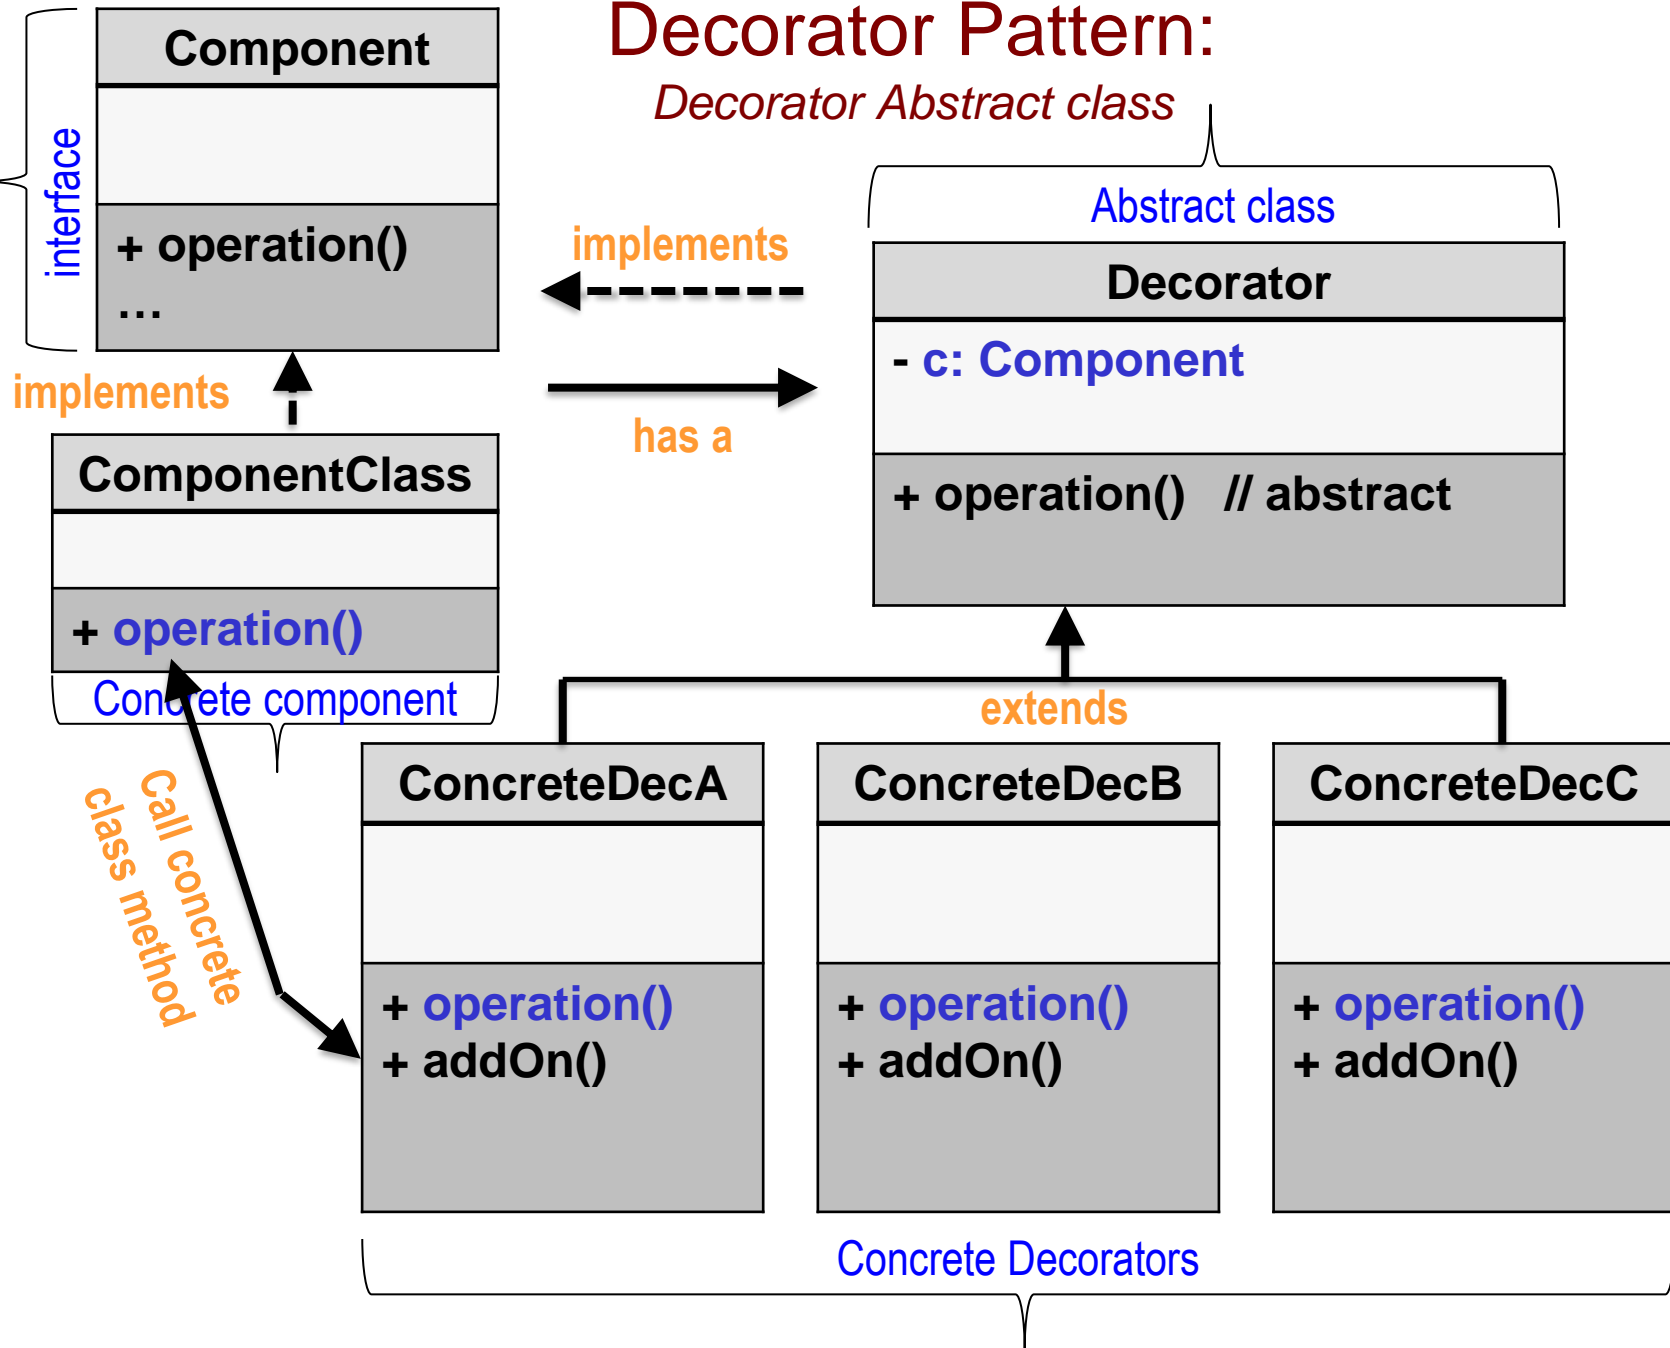 Decorator Pattern:
Decorator Abstract class
Component
interface
+ operation()
...
implements
Abstract class
Decorator
- c: Component
+ operation() // abstract
has a
implements
ComponentClass
+ operation()
Concrete component
Call concrete
class method
extends
ConcreteDecA
+ operation()
+ addOn()
ConcreteDecB
+ operation()
+ addOn()
ConcreteDecC
+ operation()
+ addOn()
Concrete Decorators